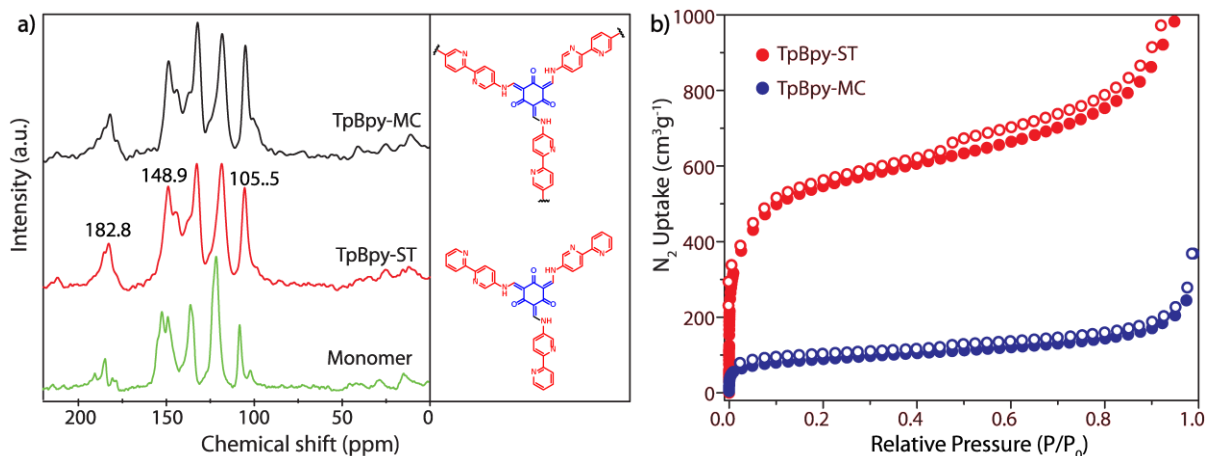 a)
Intensity (a.u.)
TpBpy-MC
148.9
105..5
182.8
TpBpy-ST
Monomer
200
150
100
50
0
Chemical shift (ppm)
N
N
NH
O
HN
N
N
O
O
NH
N
N
N
N
NH
O
HN
N
N
O
O
NH
N
N
b)
1000
800
600
400
200
0
N₂ Uptake (cm³g⁻¹)
TpBpy-ST
TpBpy-MC
0.0
0.2
0.4
0.6
0.8
1.0
Relative Pressure (P/P₀)